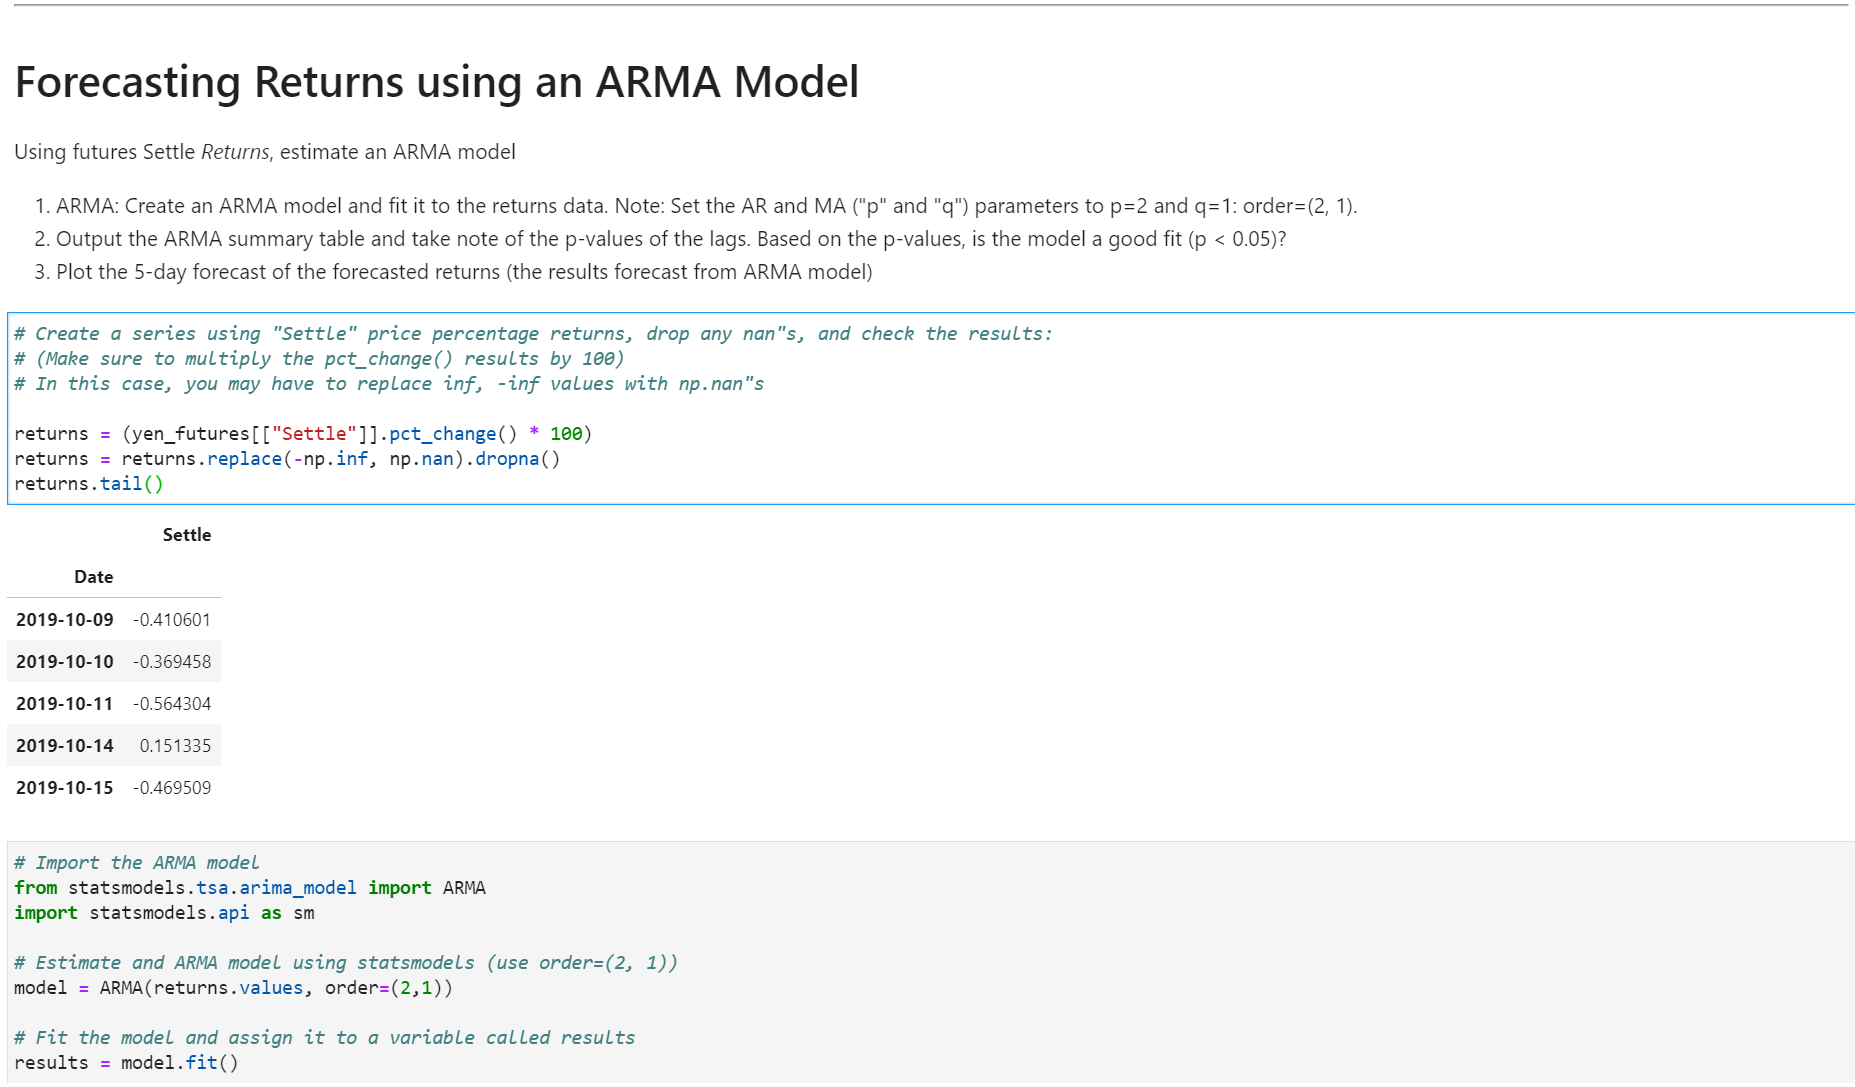 Forecasting Returns using an ARMA Model
Using futures Settle Returns, estimate an ARMA model
1. ARMA: Create an ARMA model and fit it to the returns data. Note: Set the AR and MA ("p" and "q") parameters to p=2 and q=1: order=(2, 1).
2. Output the ARMA summary table and take note of the p-values of the lags. Based on the p-values, is the model a good fit (p < 0.05)?
3. Plot the 5-day forecast of the forecasted returns (the results forecast from ARMA model)
# Create a series using "Settle" price percentage returns, drop any nan"s, and check the results:
# (Make sure to multiply the pct_change() results by 100)
# In this case, you may have to replace inf, -inf values with np.nan"s
returns = (yen_futures[["Settle"]].pct_change() * 100)
returns = returns.replace(-np.inf, np.nan).dropna()
returns.tail()
Settle
Date
2019-10-09 -0.410601
2019-10-10 -0.369458
2019-10-11 -0.564304
2019-10-14 0.151335
2019-10-15 -0.469509
# Import the ARMA model
from statsmodels.tsa.arima_model import ARMA
import statsmodels.api as sm
# Estimate and ARMA model using statsmodels (use order=(2, 1))
model = ARMA(returns.values, order=(2,1))
# Fit the model and assign it to a variable called results
results = model.fit()